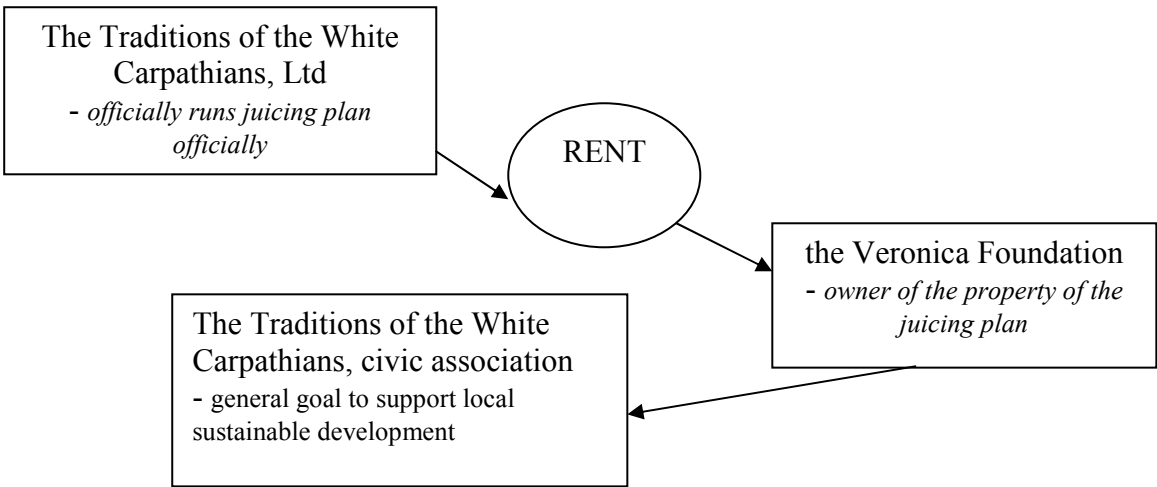 The Traditions of the White
Carpathians, Ltd
- officially runs juicing plan
officially
RENT
the Veronica Foundation
- owner of the property of the
juicing plan
The Traditions of the White
Carpathians, civic association
- general goal to support local
sustainable development